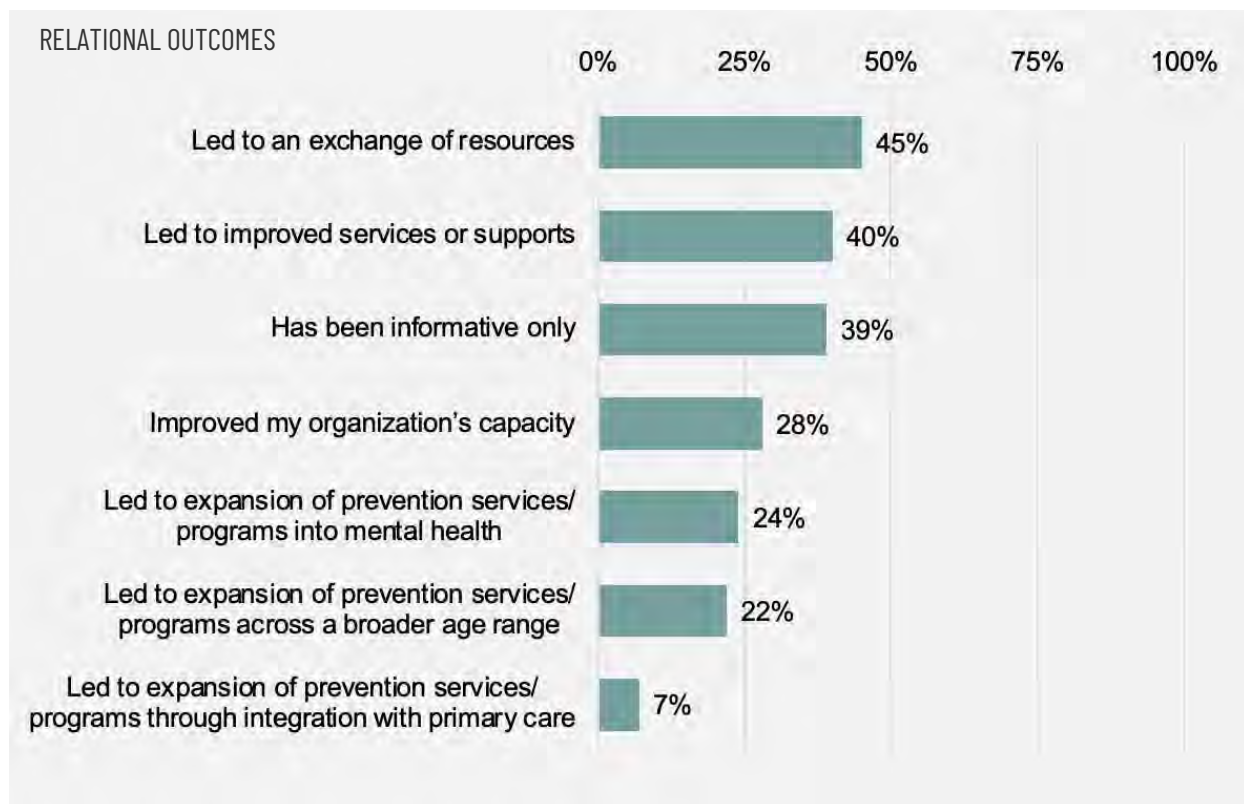 RELATIONAL OUTCOMES
0% 25% 50% 75% 100%
Led to an exchange of resources 45%
Led to improved services or supports 40%
Has been informative only 39%
Improved my organization’s capacity 28%
Led to expansion of prevention services/
programs into mental health 24%
Led to expansion of prevention services/
programs across a broader age range 22%
Led to expansion of prevention services/
programs through integration with primary care 7%